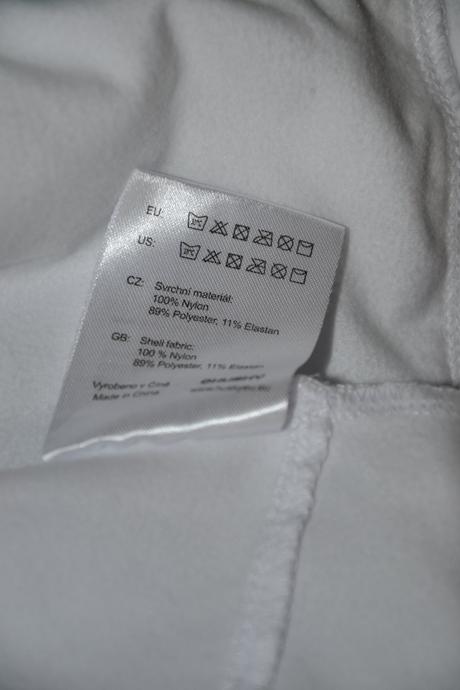 EU:
US:
CZ: Svrchní materiál:
100% Nylon
89% Polyester, 11% Elastan
GB: Shell fabric:
100 % Nylon
89% Polyester, 11% Elastan
Vyrobeno v Číně
Made in China